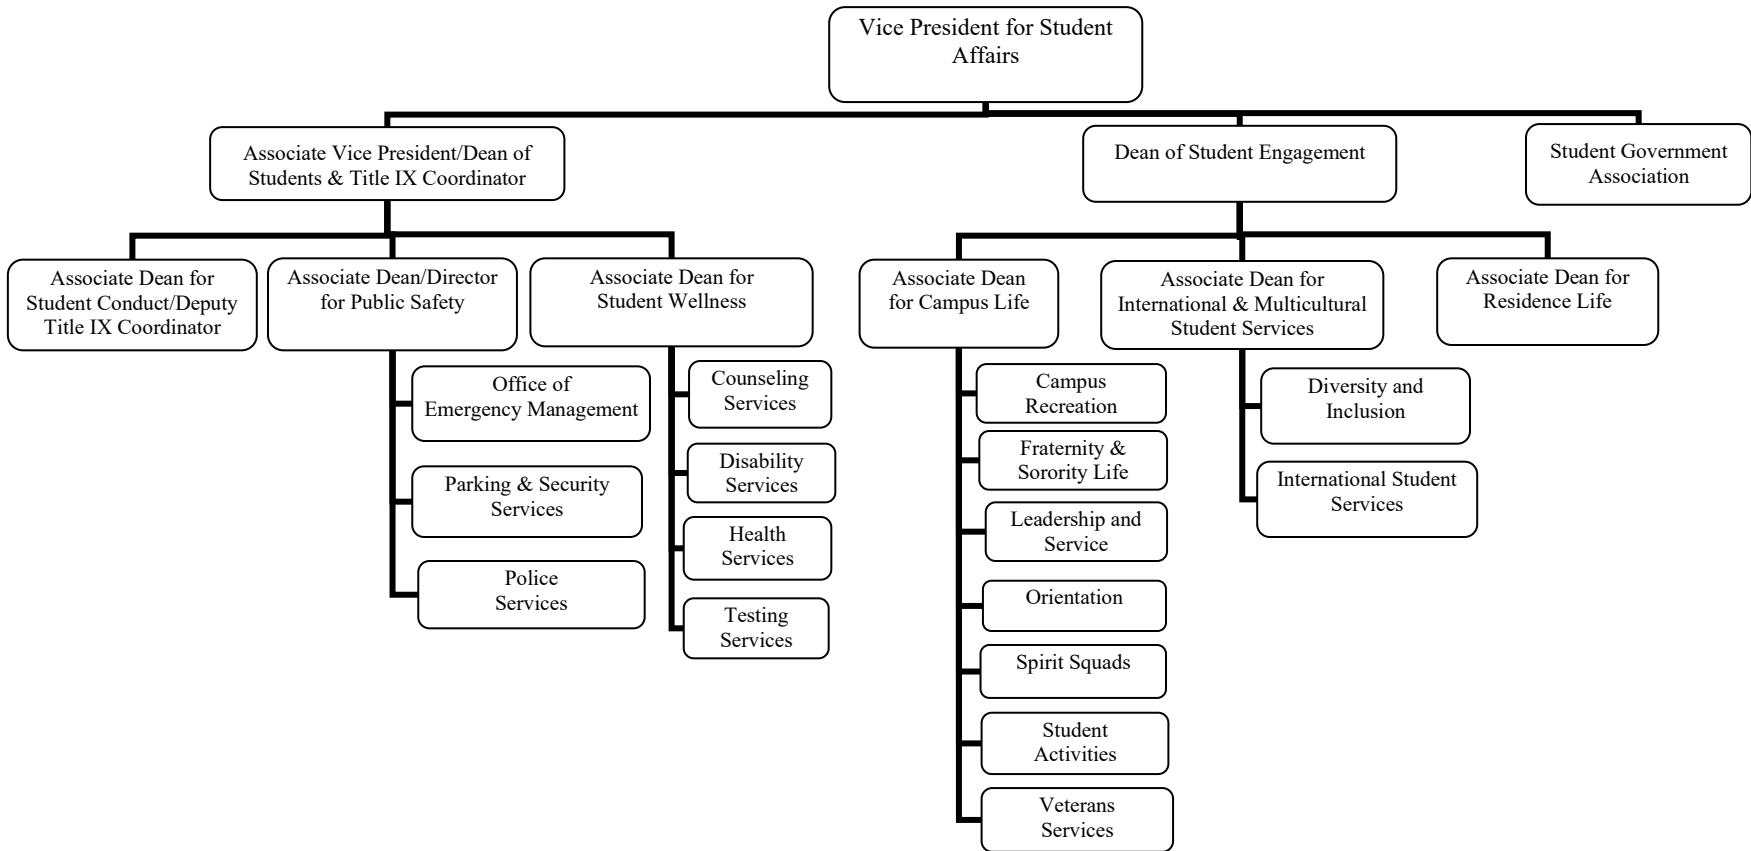 Vice President for Student
Affairs
Associate Vice President/Dean of
Students & Title IX Coordinator
Dean of Student Engagement
Student Government
Association
Associate Dean for
Student Conduct/Deputy
Title IX Coordinator
Associate Dean/Director
for Public Safety
Associate Dean for
Student Wellness
Associate Dean
for Campus Life
Associate Dean for
International & Multicultural
Student Services
Associate Dean for
Residence Life
Office of
Emergency Management
Parking & Security
Services
Police
Services
Counseling
Services
Disability
Services
Health
Services
Testing
Services
Campus
Recreation
Fraternity &
Sorority Life
Leadership and
Service
Orientation
Spirit Squads
Student
Activities
Veterans
Services
Diversity and
Inclusion
International Student
Services